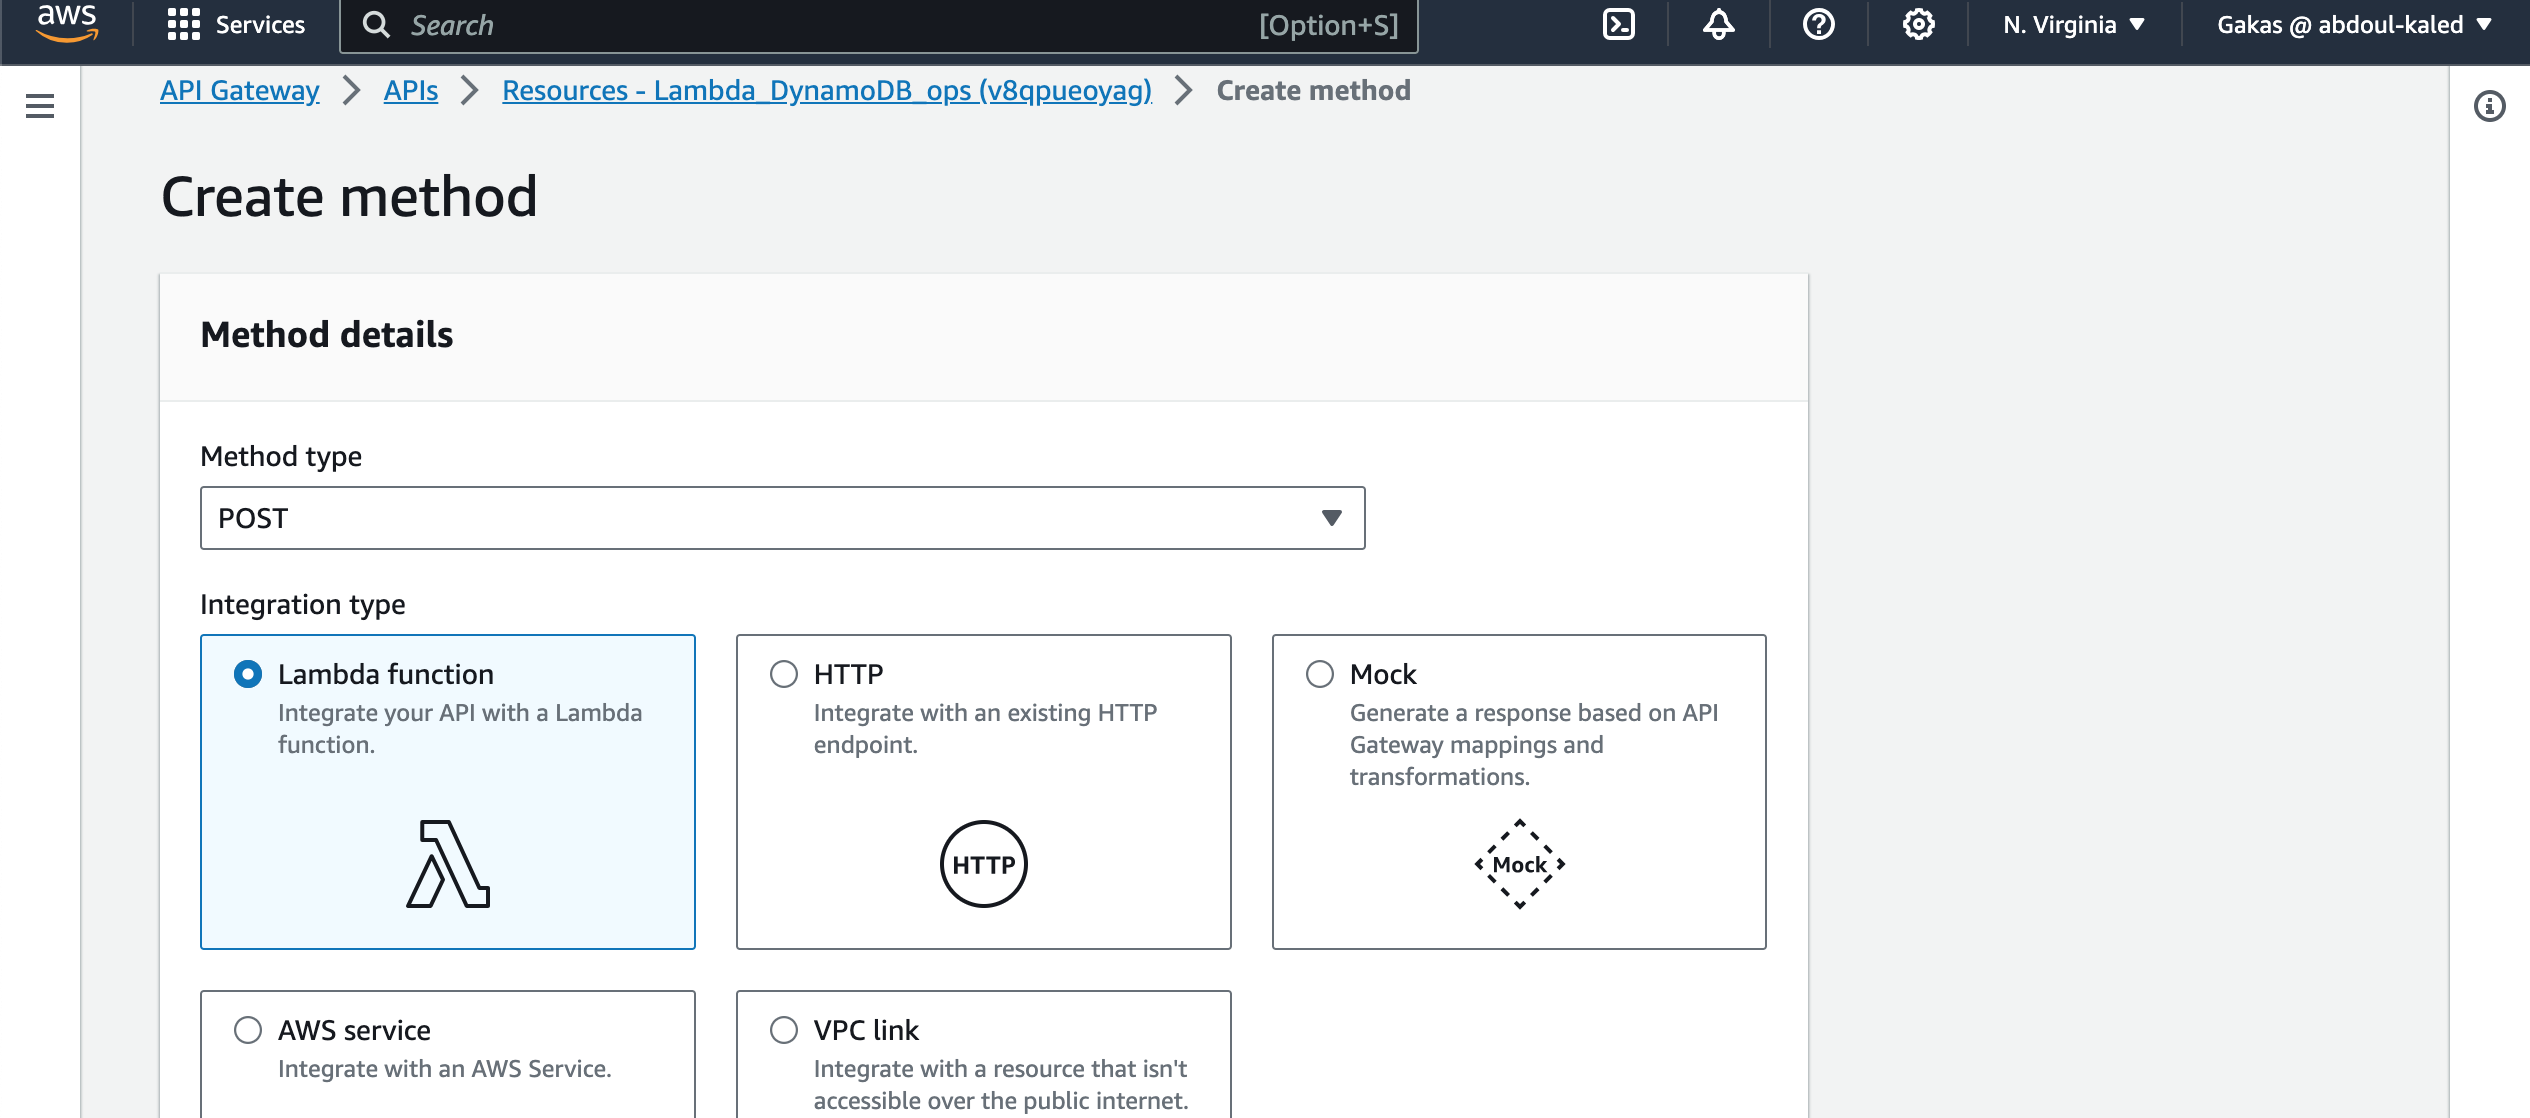 aws Services Search [Option+S] N. Virginia Gakas @ abdoul-kaled
API Gateway APIs Resources - Lambda_DynamoDB_ops (v8qpueoyag) Create method
Create method
Method details
Method type
POST
Integration type
Lambda function
Integrate your API with a Lambda
function.
HTTP
Integrate with an existing HTTP
endpoint.
HTTP
Mock
Generate a response based on API
Gateway mappings and
transformations.
Mock
AWS service
Integrate with an AWS Service.
VPC link
Integrate with a resource that isn't
accessible over the public internet.